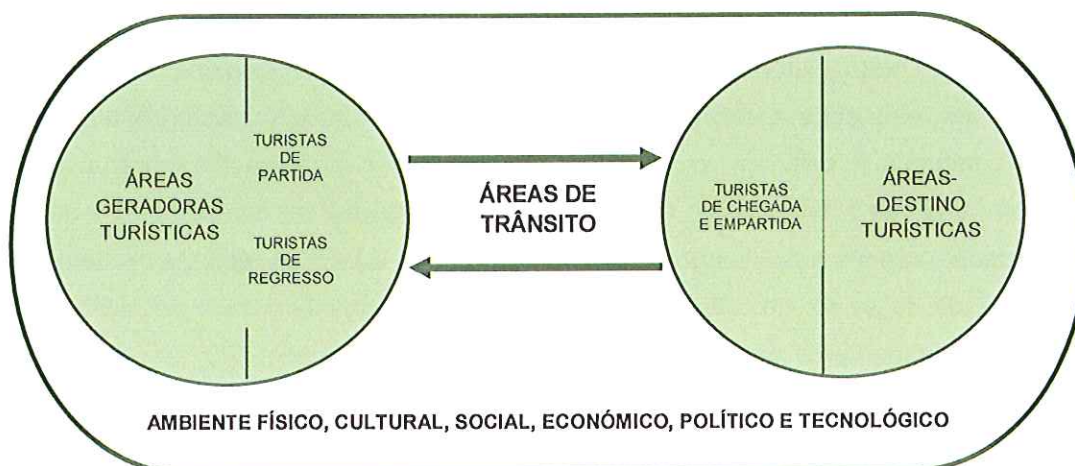 ÁREAS
GERADORAS
TURÍSTICAS
TURISTAS
DE
PARTIDA
TURISTAS
DE
REGRESSO
ÁREAS DE
TRÂNSITO
TURISTAS
DE CHEGADA
E EMPARTIDA
ÁREAS-
DESTINO
TURÍSTICAS
AMBIENTE FÍSICO, CULTURAL, SOCIAL, ECONÓMICO, POLÍTICO E TECNOLÓGICO